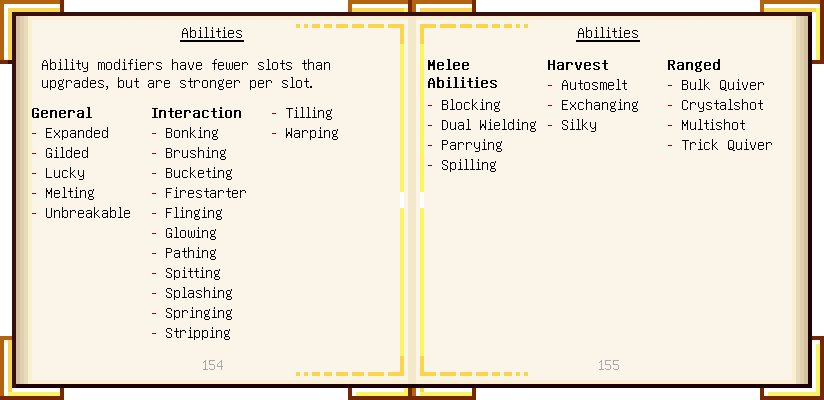 Abilities
Ability modifiers have fewer slots than
upgrades, but are stronger per slot.
General
- Expanded
- Gilded
- Lucky
- Melting
- Unbreakable
Interaction
- Bonking
- Brushing
- Bucketing
- Firestarter
- Flinging
- Glowing
- Pathing
- Spitting
- Splashing
- Springing
- Stripping
- Tilling
- Warping
154
Abilities
Melee
Abilities
- Blocking
- Dual Wielding
- Parrying
- Spilling
Harvest
- Autosmelt
- Exchanging
- Silky
Ranged
- Bulk Quiver
- Crystalshot
- Multishot
- Trick Quiver
155